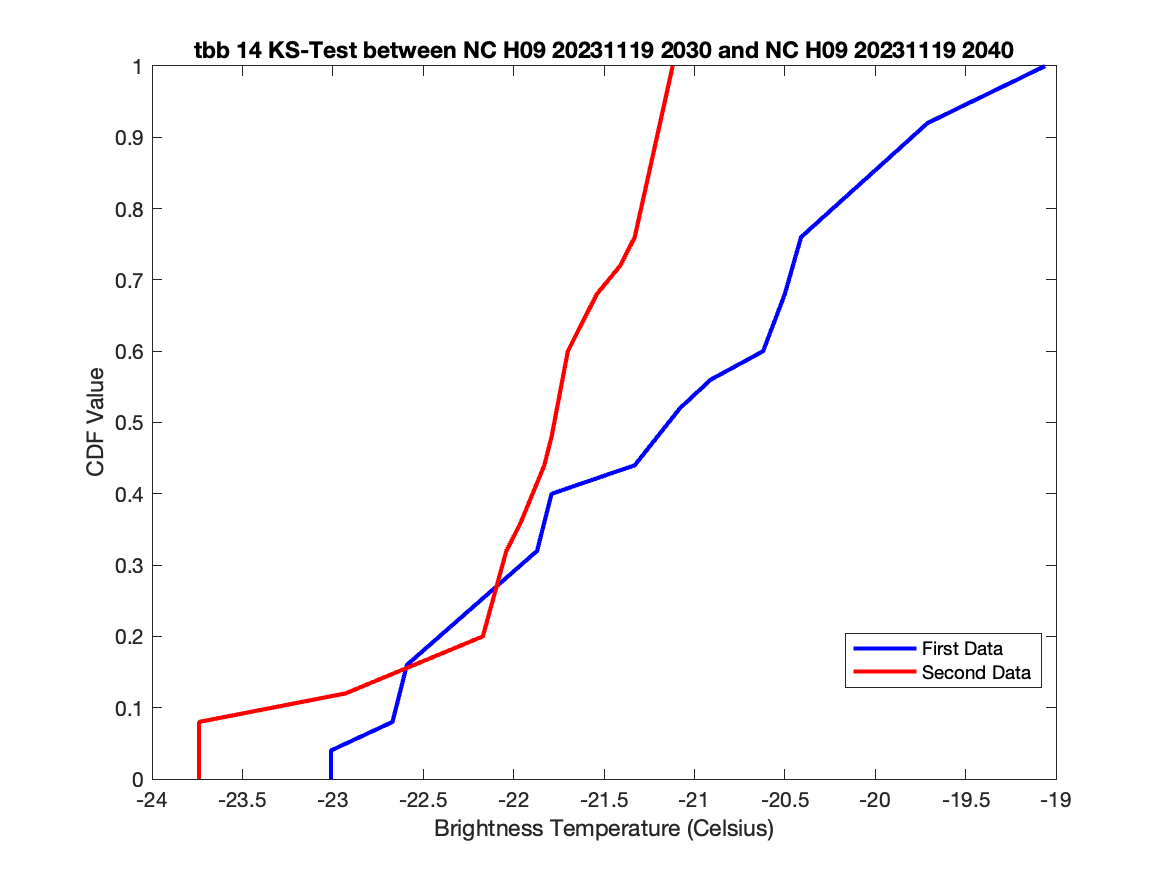 tbb 14 KS-Test between NC H09 20231119 2030 and NC H09 20231119 2040
1
0.9
0.8
0.7
0.6
0.5
0.4
0.3
0.2
0.1
0
CDF Value
First Data
Second Data
-24 -23.5 -23 -22.5 -22 -21.5 -21 -20.5 -20 -19.5 -19
Brightness Temperature (Celsius)